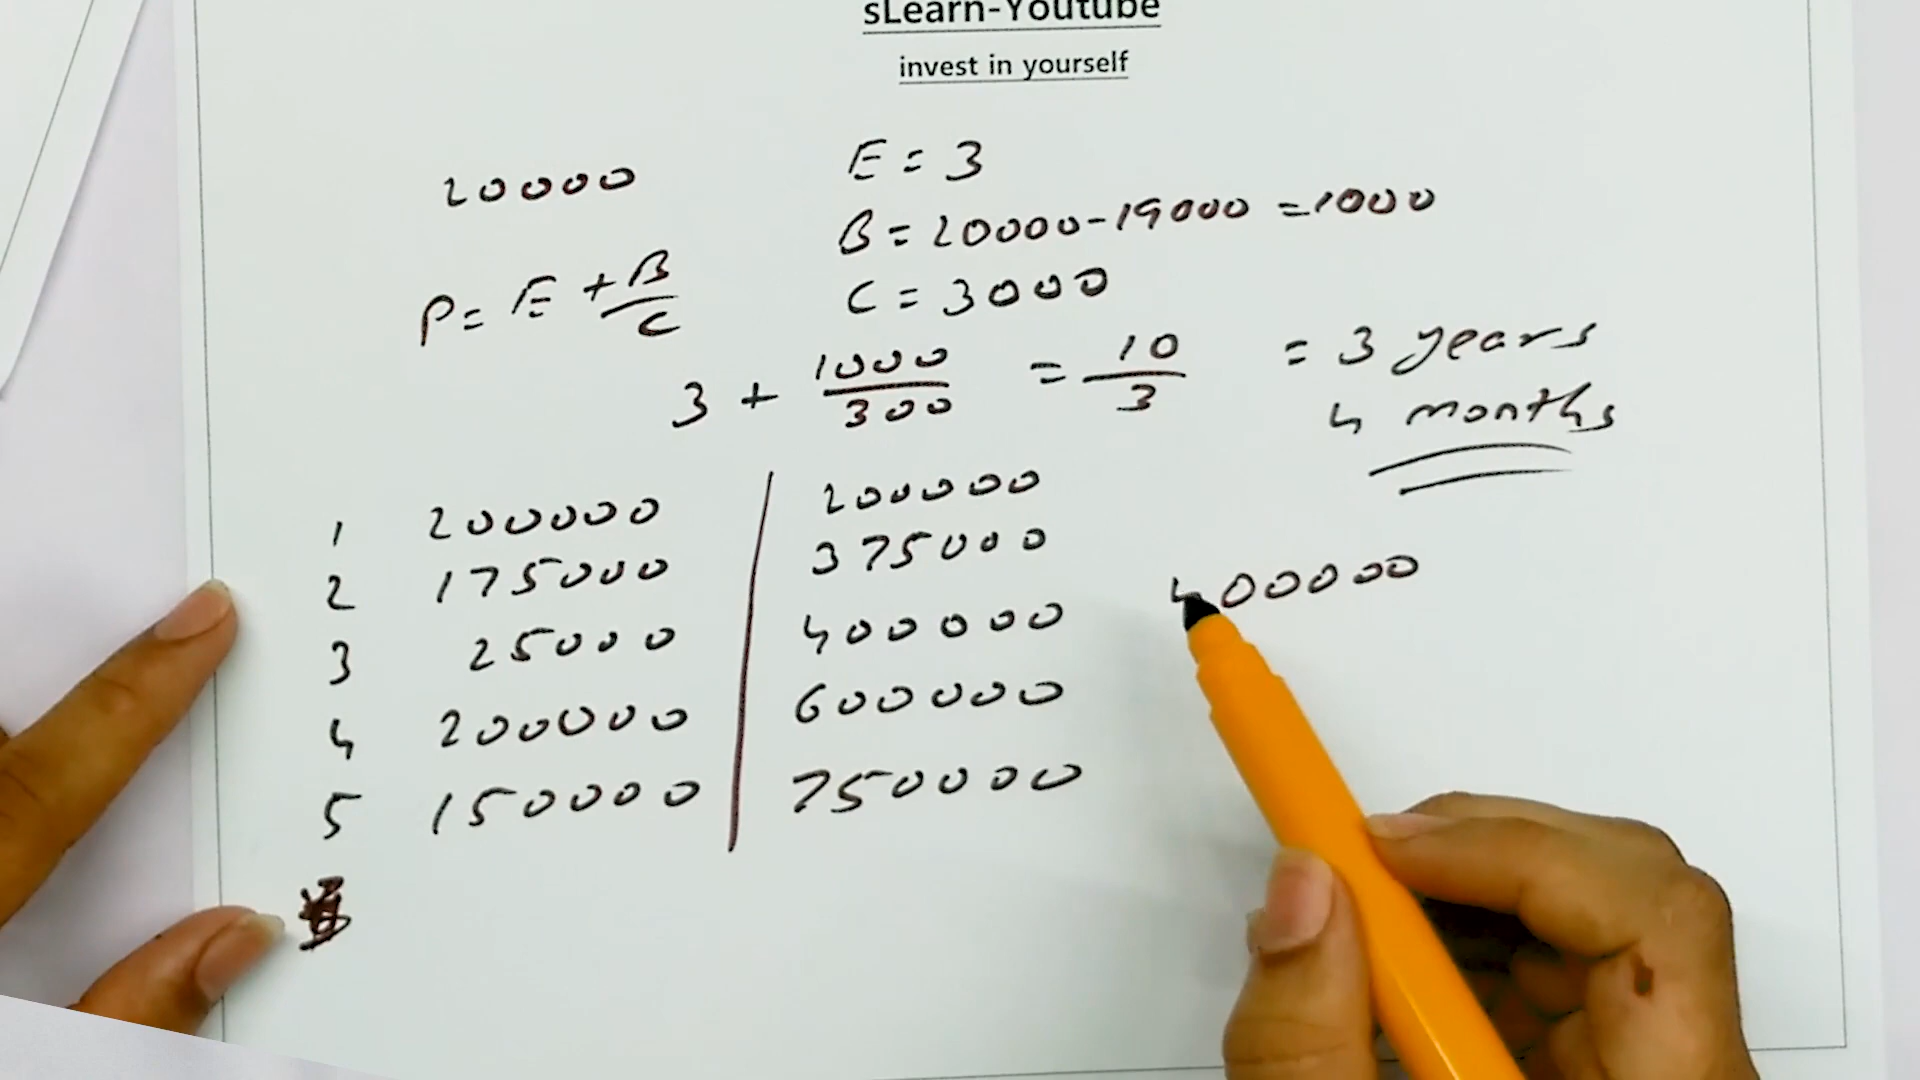 sLearn-Youtube
invest in yourself
20000
E = 3
B = 20000-19000 = 1000
P = E + B/C
C = 3000
3 + 1000/300 = 10/3 = 3 years
4 months
1 200000 200000
2 175000 375000
400000
3 25000 400000
4 200000 600000
5 150000 750000